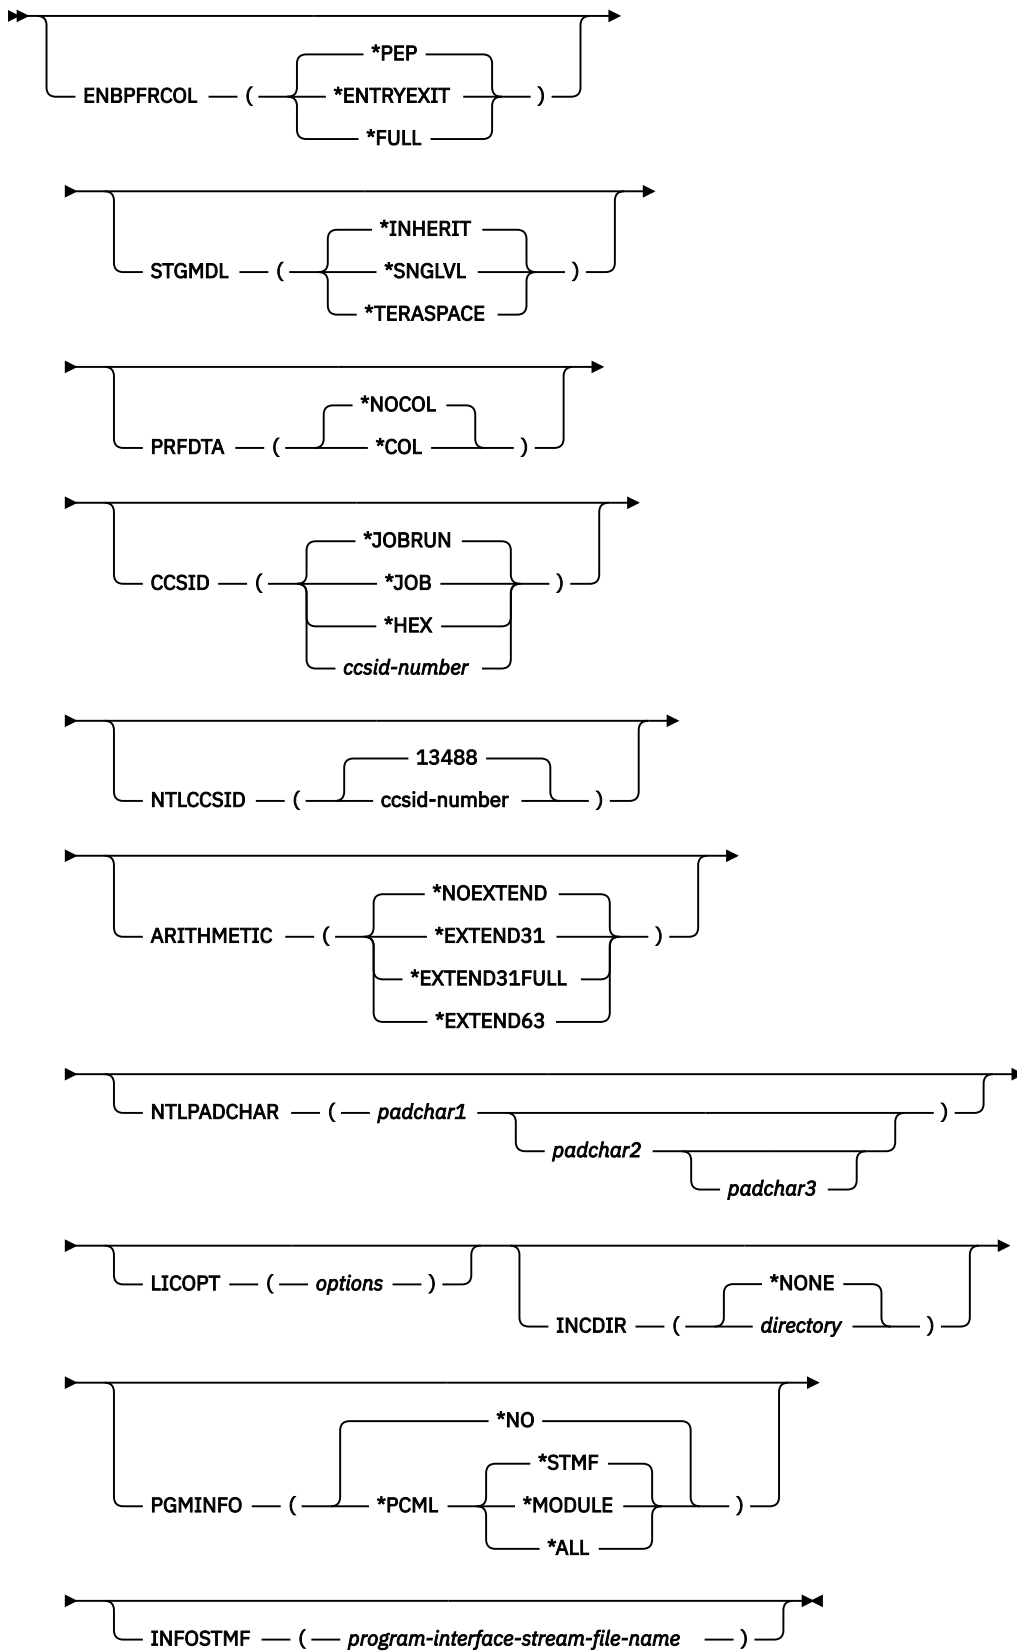 *PEP
ENBPFRCOL ( *ENTRYEXIT )
*FULL
*INHERIT
STGMDL ( *SNGLVL )
*TERASPACE
*NOCOL
PRFDTA ( *COL )
*JOBRUN
CCSID ( *JOB )
*HEX
ccsid-number
13488
NTLCCSID ( ccsid-number )
*NOEXTEND
ARITHMETIC ( *EXTEND31 )
*EXTEND31FULL
*EXTEND63
NTLPADCHAR ( padchar1 )
padchar2
padchar3
LICOPT ( options )
*NONE
INCDIR ( directory )
*NO
*STMF
PGMINFO ( *PCML *MODULE )
*ALL
INFOSTMF ( program-interface-stream-file-name )